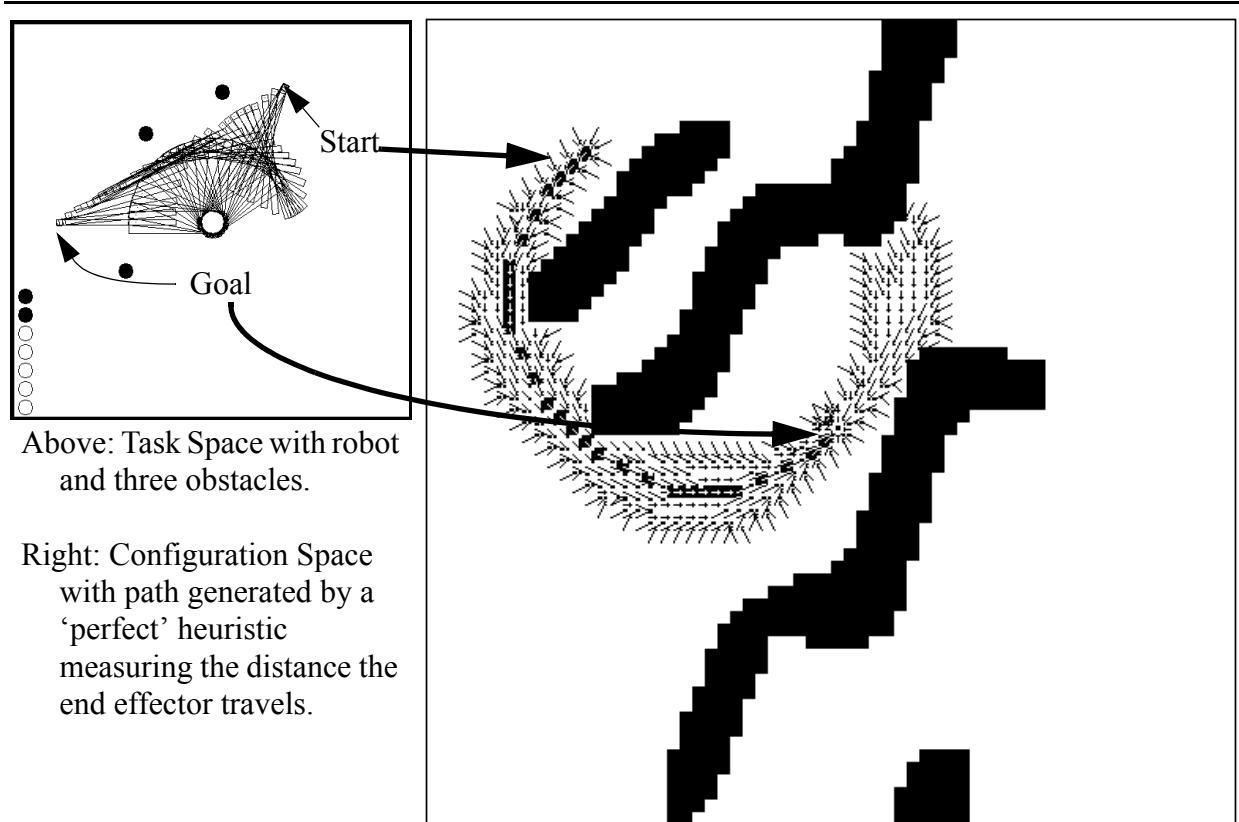 Start
Goal
Above: Task Space with robot
and three obstacles.
Right: Configuration Space
with path generated by a
‘perfect’ heuristic
measuring the distance the
end effector travels.